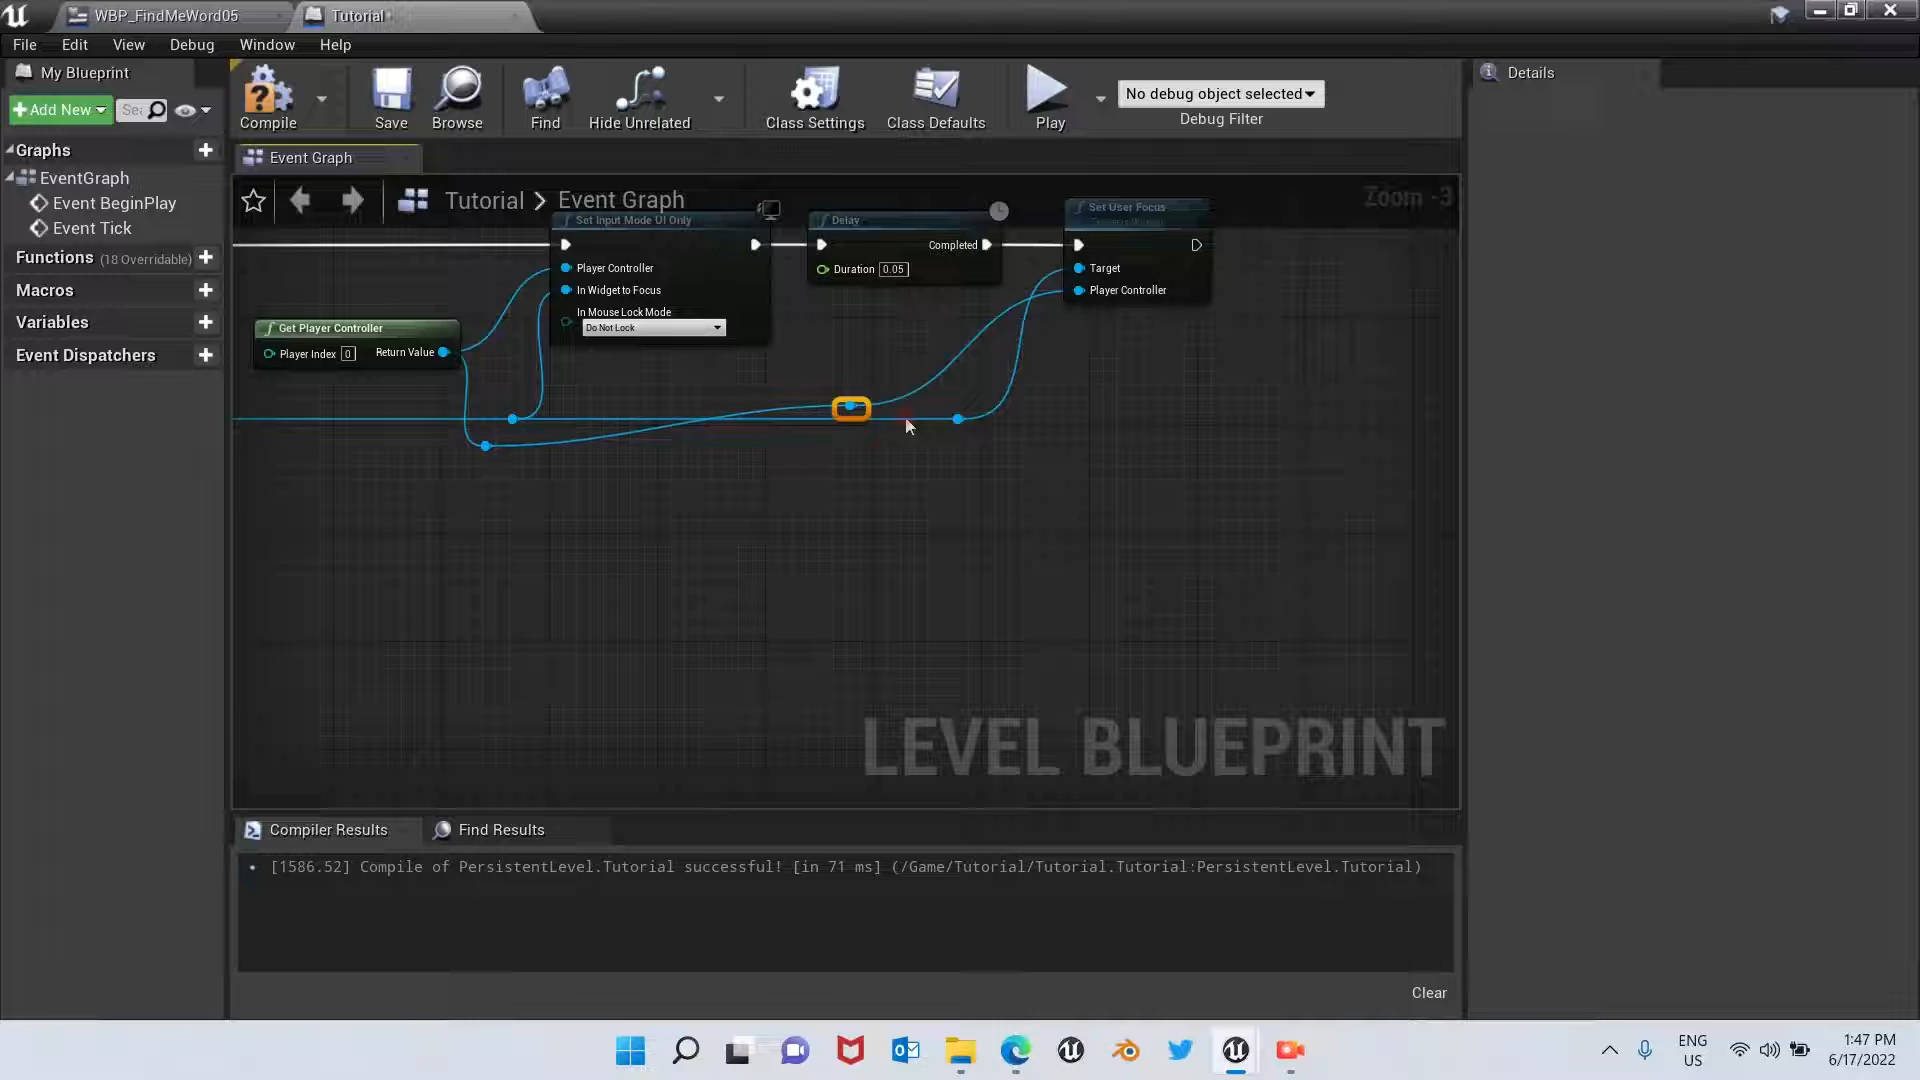 WBP_FindMeWord05
Tutorial
File Edit View Debug Window Help
My Blueprint
Details
Add New
Sea
Compile
Save
Browse
Find
Hide Unrelated
Class Settings
Class Defaults
Play
No debug object selected
Debug Filter
Graphs
EventGraph
Event BeginPlay
Event Tick
Functions (18 Overridable)
Macros
Variables
Event Dispatchers
Event Graph
Tutorial > Event Graph
Zoom -3
Set Input Mode UI Only
Player Controller
In Widget to Focus
In Mouse Lock Mode
Do Not Lock
Delay
Completed
Duration 0.05
Set User Focus
Target
Player Controller
Get Player Controller
Player Index 0 Return Value
LEVEL BLUEPRINT
Compiler Results
Find Results
[1586.52] Compile of PersistentLevel.Tutorial successful! [in 71 ms] (/Game/Tutorial/Tutorial.Tutorial:PersistentLevel.Tutorial)
Clear
ENG
US
1:47 PM
6/17/2022